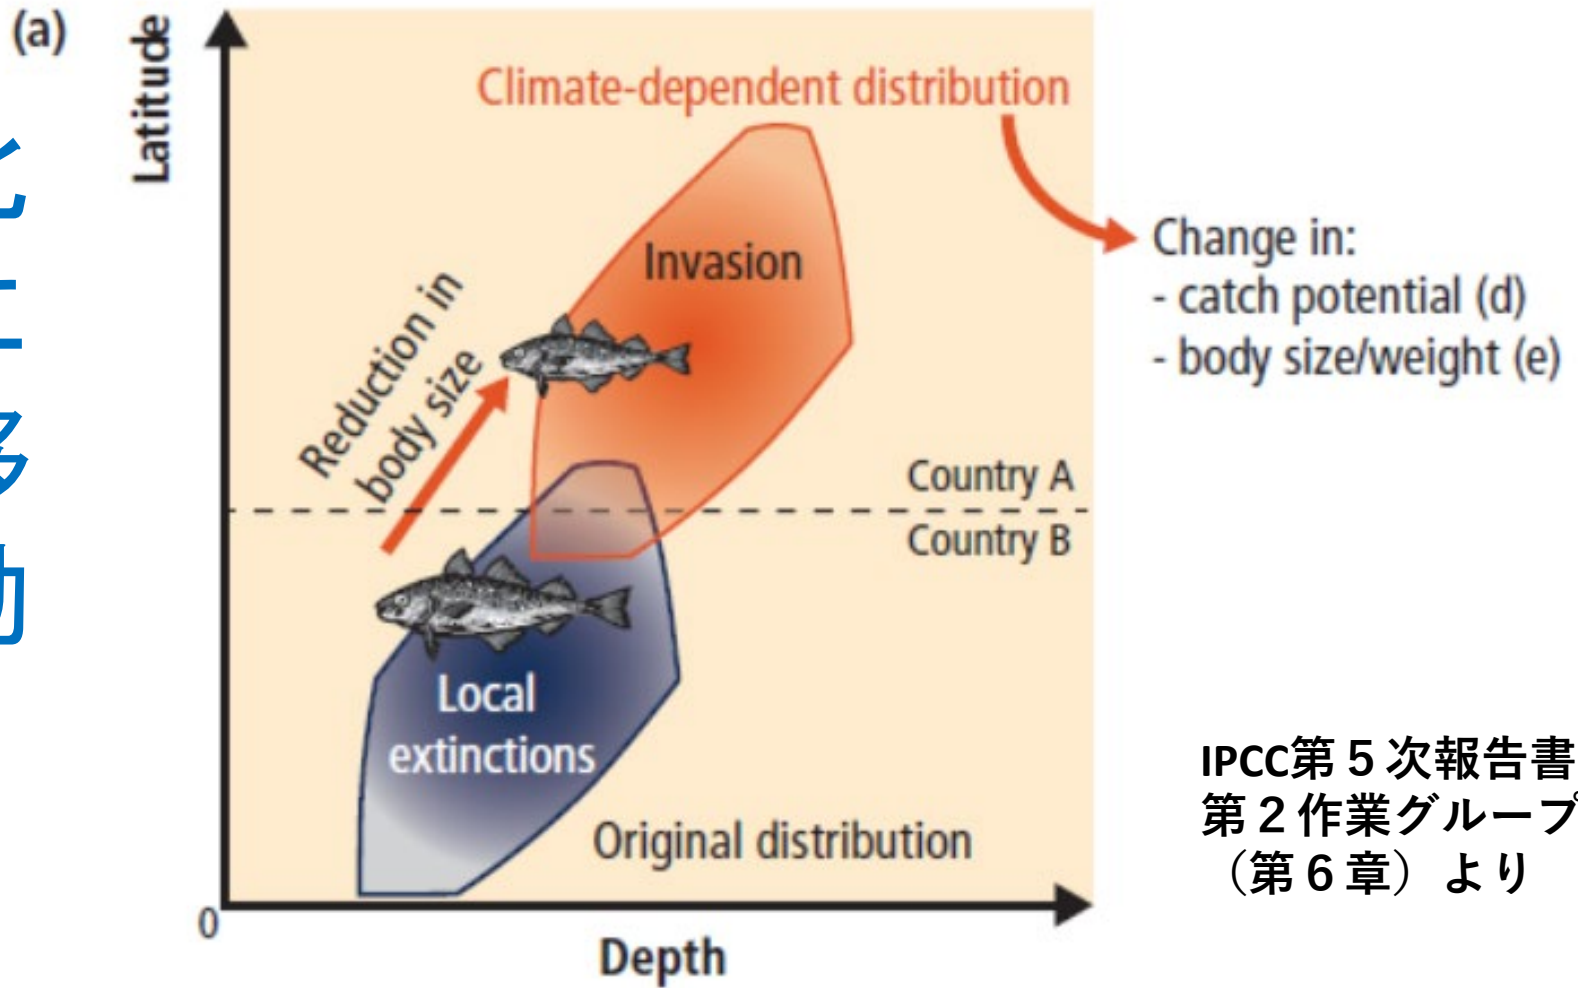 (a)
Latitude
Climate-dependent distribution
Invasion
Change in:
- catch potential (d)
- body size/weight (e)
Reduction in
body size
Country A
Country B
Local
extinctions
Original distribution
0
Depth
IPCC第５次報告書
第２作業グループ
（第６章）より